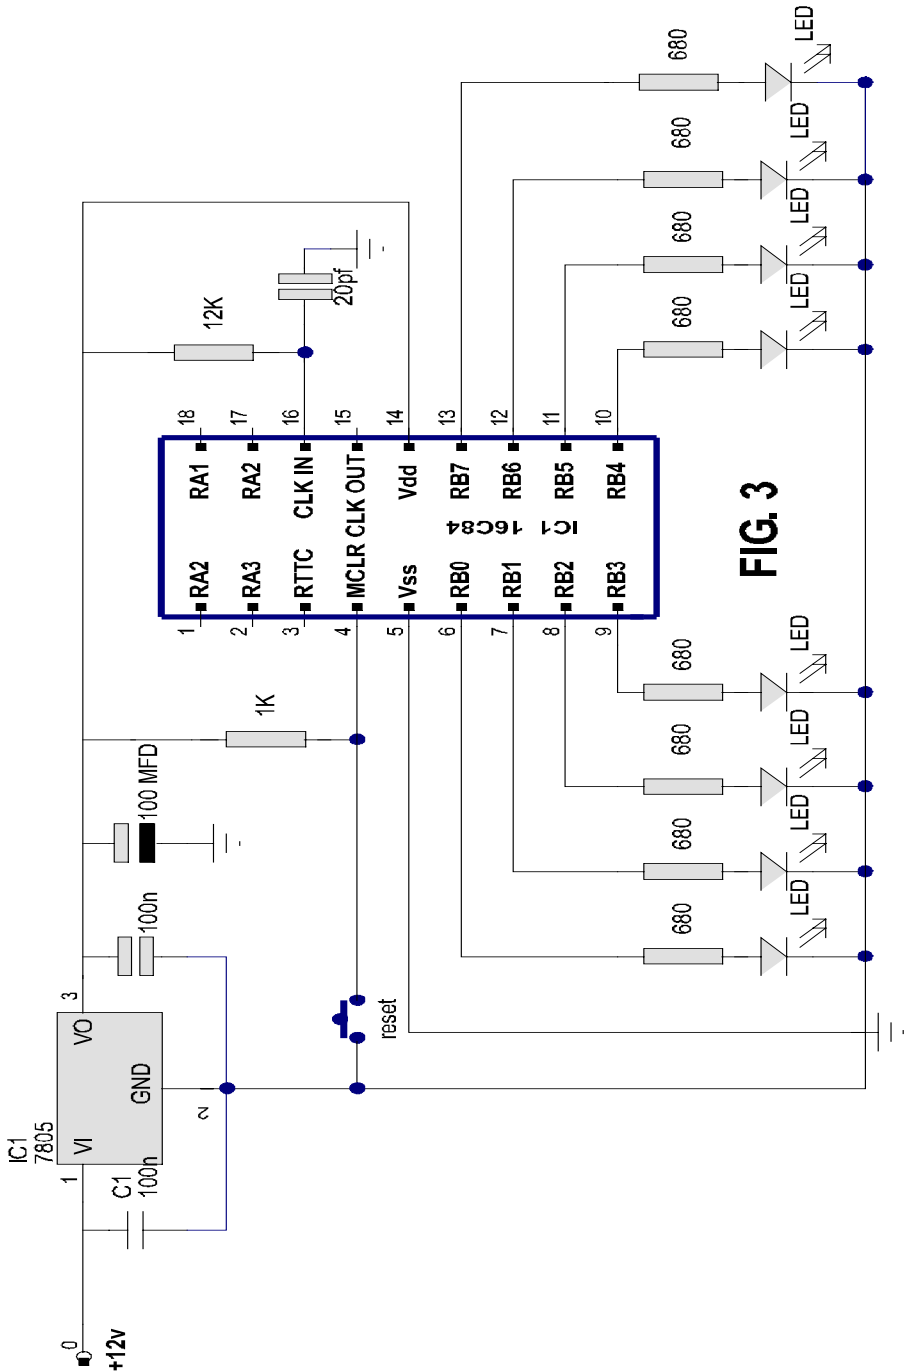 +12v
0
IC1
7805
1
VI
VO
3
GND
2
C1
100n
100n
100 MFD
1K
12K
20pf
reset
1
2
3
4
5
6
7
8
9
RA2
RA3
RTTC
MCLR
Vss
RB0
RB1
RB2
RB3
IC1 16C84
RA1
RA2
CLK IN
CLK OUT
Vdd
RB7
RB6
RB5
RB4
18
17
16
15
14
13
12
11
10
680
LED
680
LED
680
LED
680
LED
680
LED
680
LED
680
LED
680
LED
FIG. 3